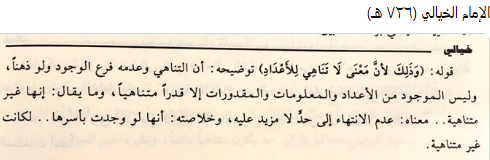 الإمام الخيالي (٧٢٦ هـ)
خيالي
قوله: (وَذَلِكَ لأنَّ مَعْنَى لَا تَنَاهِي لِلأَعْدَادِ) توضيحه: أن التناهي وعدمه فرع الوجود ولو ذهناً،
وليس الموجود من الأعداد والمعلومات والمقدورات إلا قدراً متناهياً، وما يقال: إنها غير
متناهية.. معناه: عدم الانتهاء إلى حدٍّ لا مزيد عليه، وخلاصته: أنها لو وجدت بأسرها.. لكانت
غير متناهية.